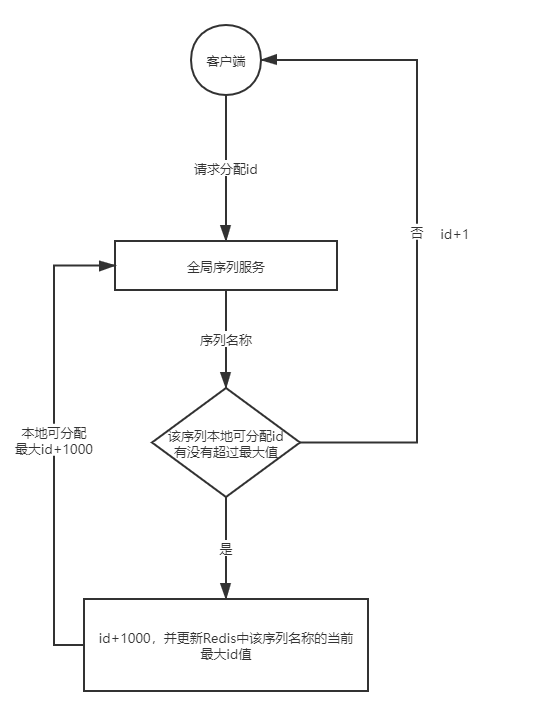 客户端
请求分配id
否 id+1
全局序列服务
序列名称
本地可分配
最大id+1000
该序列本地可分配id
有没有超过最大值
是
id+1000，并更新Redis中该序列名称的当前
最大id值